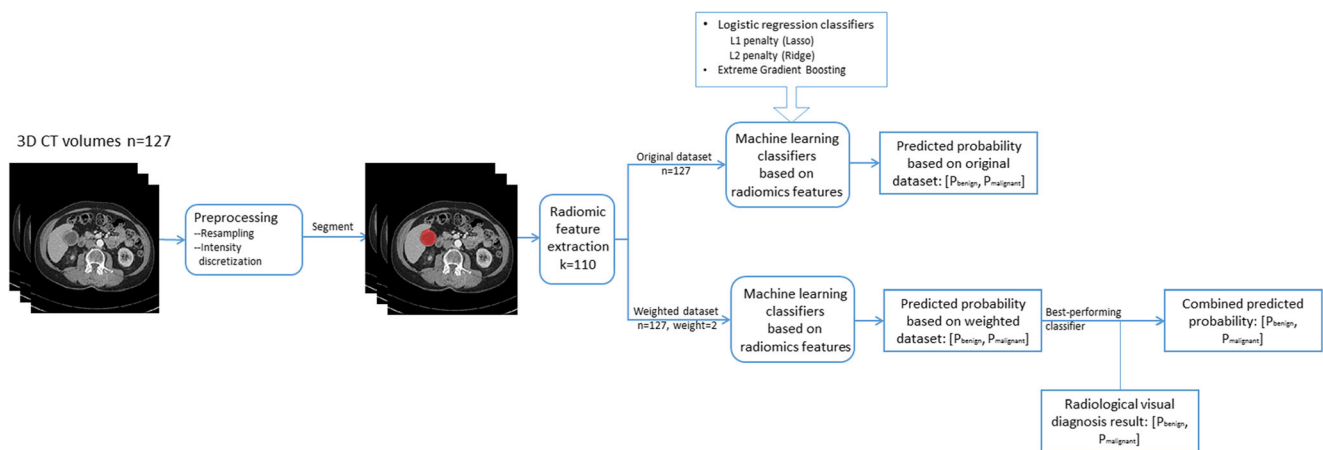 3D CT volumes n=127
Preprocessing
--Resampling
--Intensity
discretization
Segment
Radiomic
feature
extraction
k=110
Original dataset
n=127
• Logistic regression classifiers
L1 penalty (Lasso)
L2 penalty (Ridge)
• Extreme Gradient Boosting
Machine learning
classifiers
based on
radiomics features
Predicted probability
based on original
dataset: [Pbenign, Pmalignant]
Weighted dataset
n=127, weight=2
Machine learning
classifiers
based on
radiomics features
Predicted probability
based on weighted
dataset: [Pbenign, Pmalignant]
Best-performing
classifier
Combined predicted
probability: [Pbenign,
Pmalignant]
Radiological visual
diagnosis result: [Pbenign,
Pmalignant]